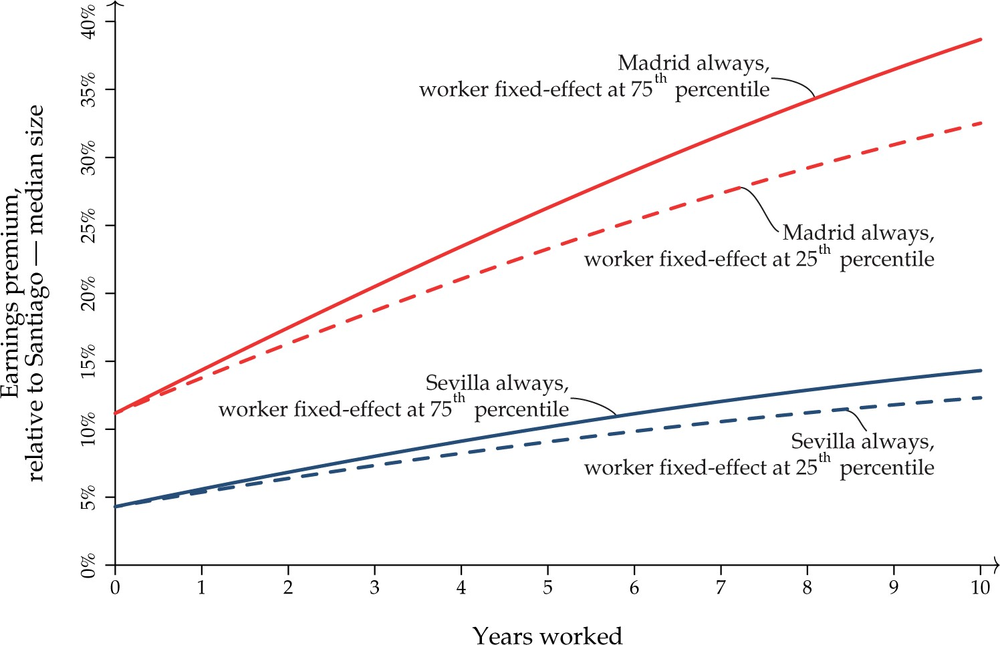 Earnings premium,
relative to Santiago — median size
40%
35%
30%
25%
20%
15%
10%
5%
0%
Madrid always,
worker fixed-effect at 75th percentile
Madrid always,
worker fixed-effect at 25th percentile
Sevilla always,
worker fixed-effect at 75th percentile
Sevilla always,
worker fixed-effect at 25th percentile
0 1 2 3 4 5 6 7 8 9 10
Years worked